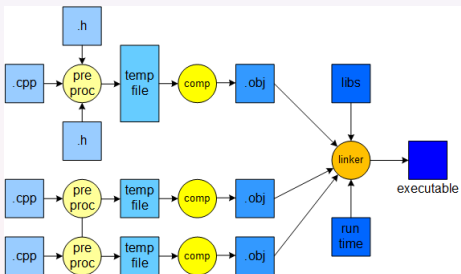 .h
.cpp
pre
proc
temp
file
comp
.obj
libs
.h
linker
executable
.cpp
pre
proc
temp
file
comp
.obj
run
time
.cpp
pre
proc
temp
file
comp
.obj